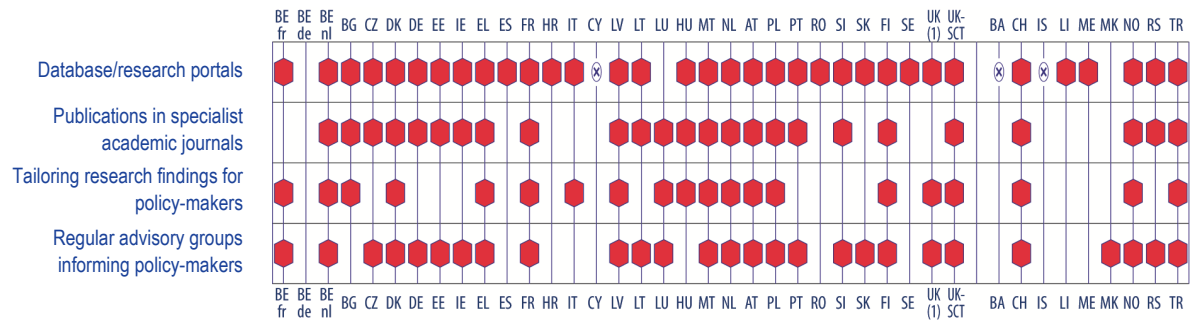 BE BE BE BG CZ DK DE EE IE EL ES FR HR IT CY LV LT LU HU MT NL AT PL PT RO SI SK FI SE UK UK- BA CH IS LI ME MK NO RS TR
fr de nl (1) SCT
Database/research portals
Publications in specialist
academic journals
Tailoring research findings for
policy-makers
Regular advisory groups
informing policy-makers
BE BE BE BG CZ DK DE EE IE EL ES FR HR IT CY LV LT LU HU MT NL AT PL PT RO SI SK FI SE UK UK- BA CH IS LI ME MK NO RS TR
fr de nl (1) SCT